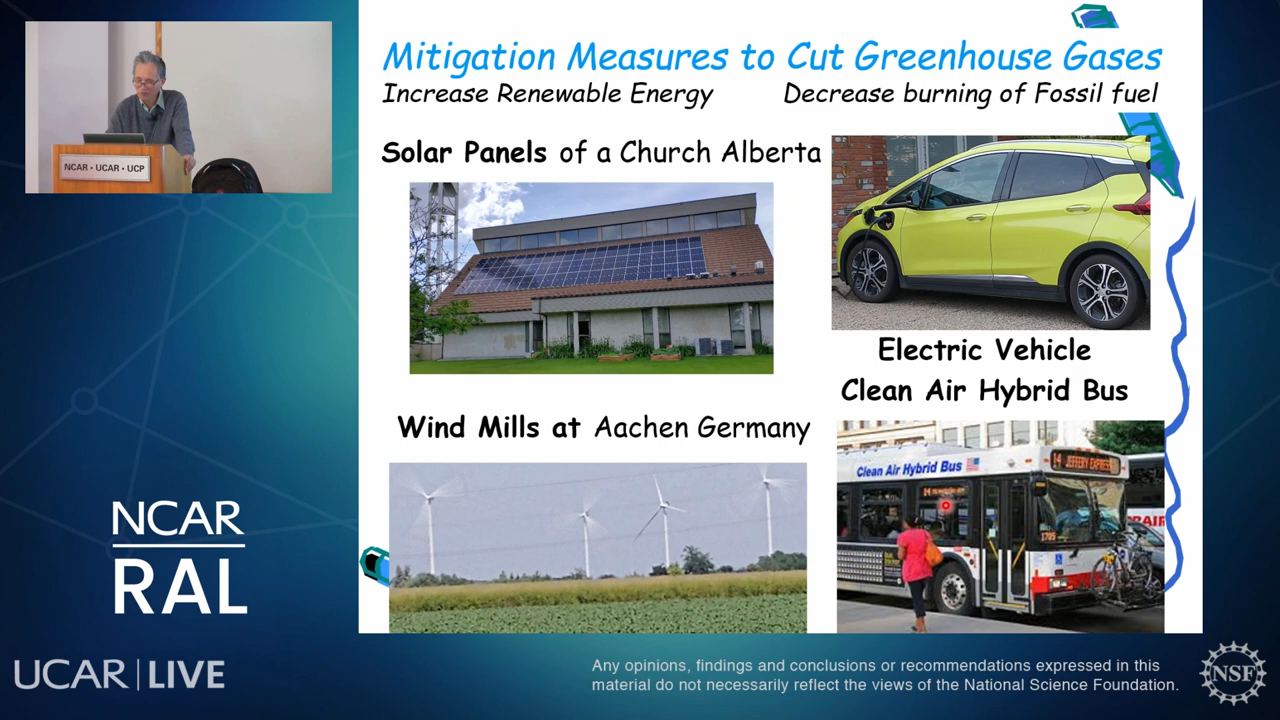 NCAR • UCAR • UCP
Mitigation Measures to Cut Greenhouse Gases
Increase Renewable Energy
Decrease burning of Fossil fuel
Solar Panels of a Church Alberta
Electric Vehicle
Clean Air Hybrid Bus
Wind Mills at Aachen Germany
Clean Air Hybrid Bus
14 JEFFERY EXPRESS
1705
NCAR
RAL
UCAR | LIVE
Any opinions, findings and conclusions or recommendations expressed in this
material do not necessarily reflect the views of the National Science Foundation.
NSF